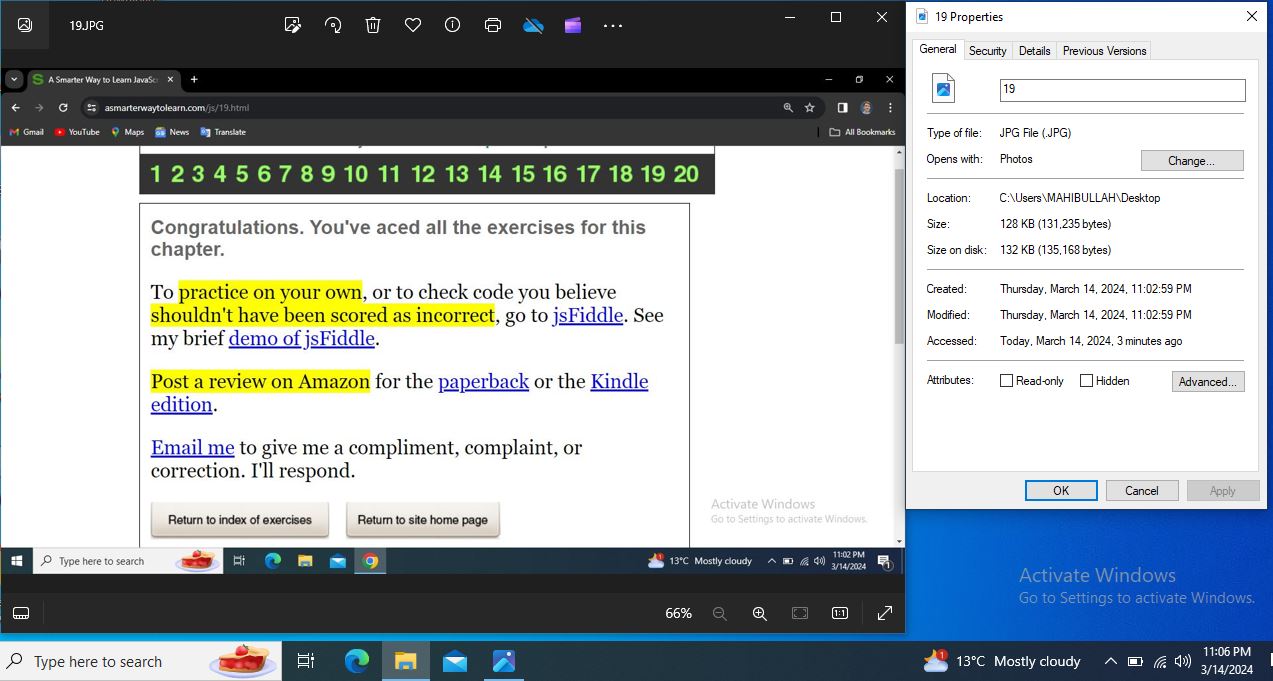 19.JPG
A Smarter Way to Learn JavaSc
asmarterwaytolearn.com/js/19.html
Gmail YouTube Maps News Translate All Bookmarks
1 2 3 4 5 6 7 8 9 10 11 12 13 14 15 16 17 18 19 20
Congratulations. You've aced all the exercises for this
chapter.
To practice on your own, or to check code you believe
shouldn't have been scored as incorrect, go to jsFiddle. See
my brief demo of jsFiddle.
Post a review on Amazon for the paperback or the Kindle
edition.
Email me to give me a compliment, complaint, or
correction. I'll respond.
Return to index of exercises Return to site home page
Activate Windows
Go to Settings to activate Windows.
Type here to search 13°C Mostly cloudy 11:02 PM
3/14/2024 1
66% 1:1
19 Properties
General Security Details Previous Versions
19
Type of file: JPG File (.JPG)
Opens with: Photos Change...
Location: C:\Users\MAHIBULLAH\Desktop
Size: 128 KB (131,235 bytes)
Size on disk: 132 KB (135,168 bytes)
Created: Thursday, March 14, 2024, 11:02:59 PM
Modified: Thursday, March 14, 2024, 11:02:59 PM
Accessed: Today, March 14, 2024, 3 minutes ago
Attributes: Read-only Hidden Advanced...
OK Cancel Apply
Activate Windows
Go to Settings to activate Windows.
Type here to search 1 13°C Mostly cloudy 11:06 PM
3/14/2024